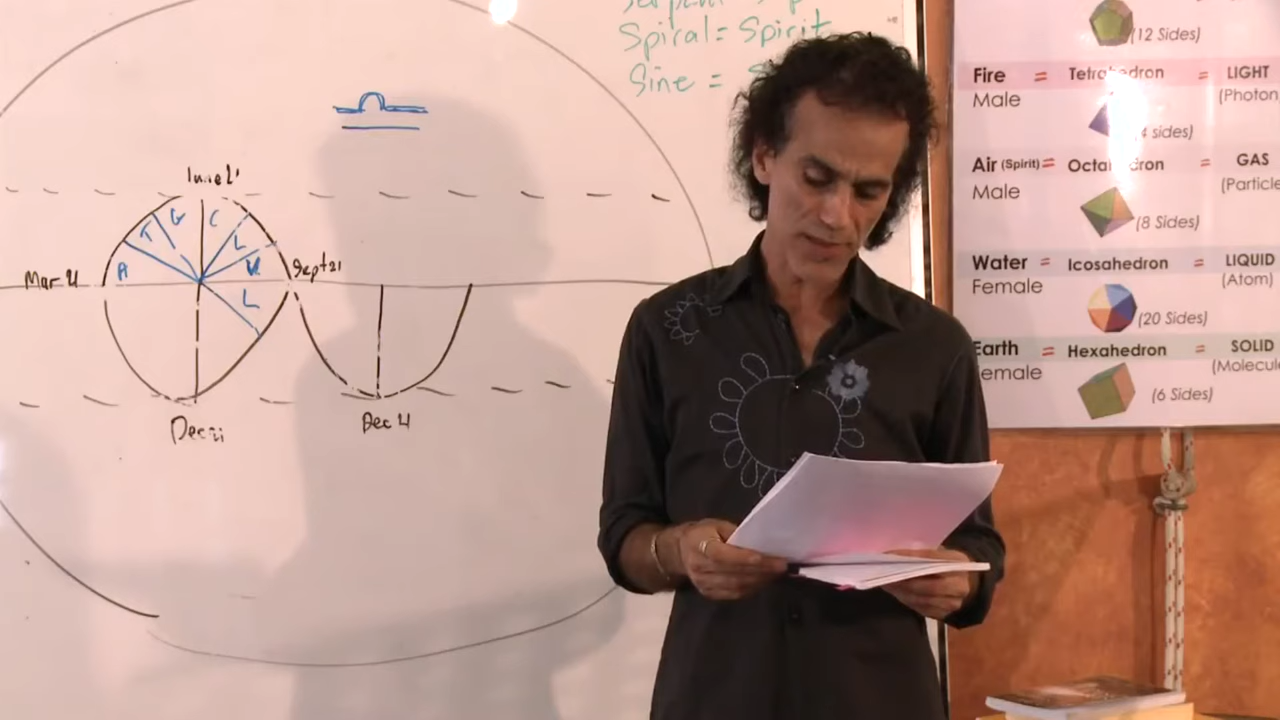 Spiral = Spirit
Sine =
June 21
A T G C L V L
Mar 21
Sept 21
Dec 21
Dec 21
(12 Sides)
Fire = Tetrahedron = LIGHT
Male (Photon
4 sides)
Air (Spirit) = Octahedron = GAS
Male (Particle
(8 Sides)
Water = Icosahedron = LIQUID
Female (Atom)
(20 Sides)
Earth = Hexahedron = SOLID
emale (Molecul
(6 Sides)